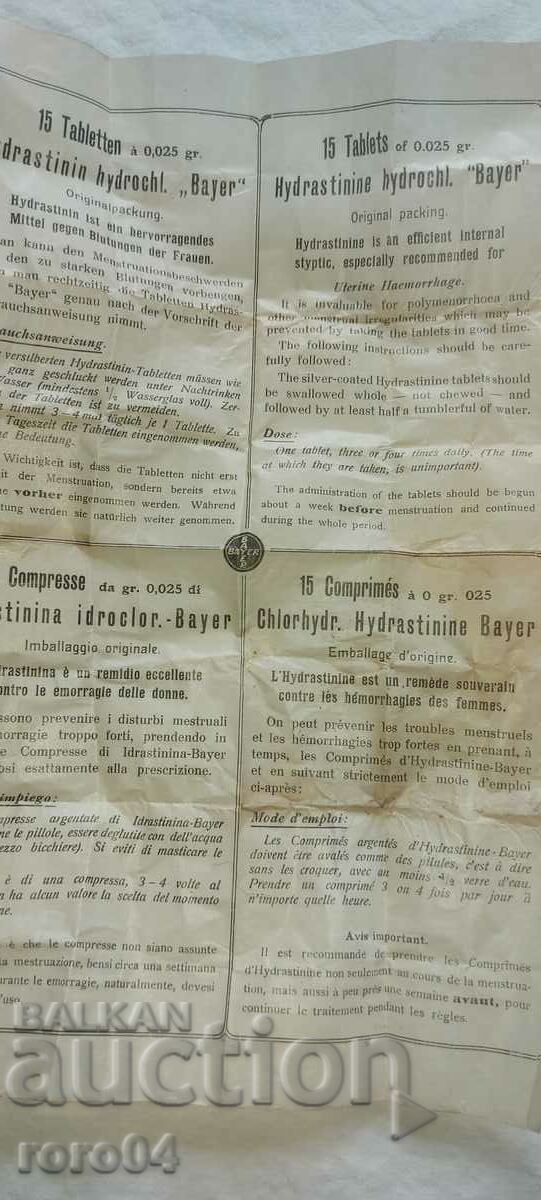 15 Tabletten à 0,025 gr.
drastinin hydrochl. „Bayer"
Originalpackung.
Hydrastinin ist ein hervorragendes
Mittel gegen Blutungen der Frauen.
an kann den Menstruationsbeschwerden
den zu starken Blutungen vorbeugen,
man rechtzeitig die Tabletten Hydras-
"Bayer" genau nach der Vorschrift der
auchsanweisung nimmt.
auchsanweisung.
versilberten Hydrastinin-Tabletten müssen wie
ganz geschluckt werden unter Nachtrinken
Wasser (mindestens 1/2 Wasserglas voll). Zer-
der Tabletten ist zu vermeiden.
nimmt 3–4 mal täglich je 1 Tablette. Zu
Tageszeit die Tabletten eingenommen werden,
ne Bedeutung.
Wichtigkeit ist, dass die Tabletten nicht erst
it der Menstruation, sondern bereits etwa
he vorher eingenommen werden. Während
tung werden sie natürlich weiter genommen.
15 Tablets of 0.025 gr.
Hydrastinine hydrochl. "Bayer"
Original packing.
Hydrastinine is an efficient internal
styptic, especially recommended for
Uterine Haemorrhage.
It is invaluable for polymenorrhoea and
other menstrual irregularities which may be
prevented by taking the tablets in good time.
The following instructions should be care-
fully followed:
The silver-coated Hydrastinine tablets should
be swallowed whole — not chewed — and
followed by at least half a tumblerful of water.
Dose:
One tablet, three or four times daily. (The time
at which they are taken, is unimportant).
The administration of the tablets should be begun
about a week before menstruation and continued
during the whole period.
BAYER
Compresse da gr. 0,025 di
stinina idroclor.-Bayer
Imballaggio originale.
drastinina è un remidio eccellente
ontro le emorragie delle donne.
ssono prevenire i disturbi mestruali
morragie troppo forti, prendendo in
e Compresse di Idrastinina-Bayer
osi esattamente alla prescrizione.
impiego:
presse argentate di Idrastinina-Bayer
ne le pillole, essere deglutite con dell'acqua
ezzo bicchiere). Si eviti di masticare le
è di una compressa, 3–4 volte al
n ha alcun valore la scelta del momento
ne.
è che le compresse non siano assunte
la mestruazione, bensi circa una settimana
urante le emorragie, naturalmente, devesi
l'uso
15 Comprimés à 0 gr. 025
Chlorhydr. Hydrastinine Bayer
Emballage d'origine.
L'Hydrastinine est un remède souverain
contre lés hémorrhagies des femmes.
On peut prévenir les troubles menstruels
et les hémorrhagies trop fortes en prenant, à
temps, les Comprimés d'Hydrastinine-Bayer
et en suivant strictement le mode d'emploi
ci-après:
Mode d'emploi:
Les Comprimés argentés d'Hydrastinine-Bayer
doivent être avalés comme des pilules, c'est à dire
sans les croquer, avec au moins 1/2 verre d'eau.
Prendre un comprimé 3 on 4 fois par jour à
n'importe quelle heure.
Avis important.
Il est recommandé de prendre les Comprimés
d'Hydrastinine non seulement au cours de la menstrua-
tion, mais aussi à peu prés une semaine avant, pour
continuer le traitement pendant les règles.
BALKAN
auction
roro04